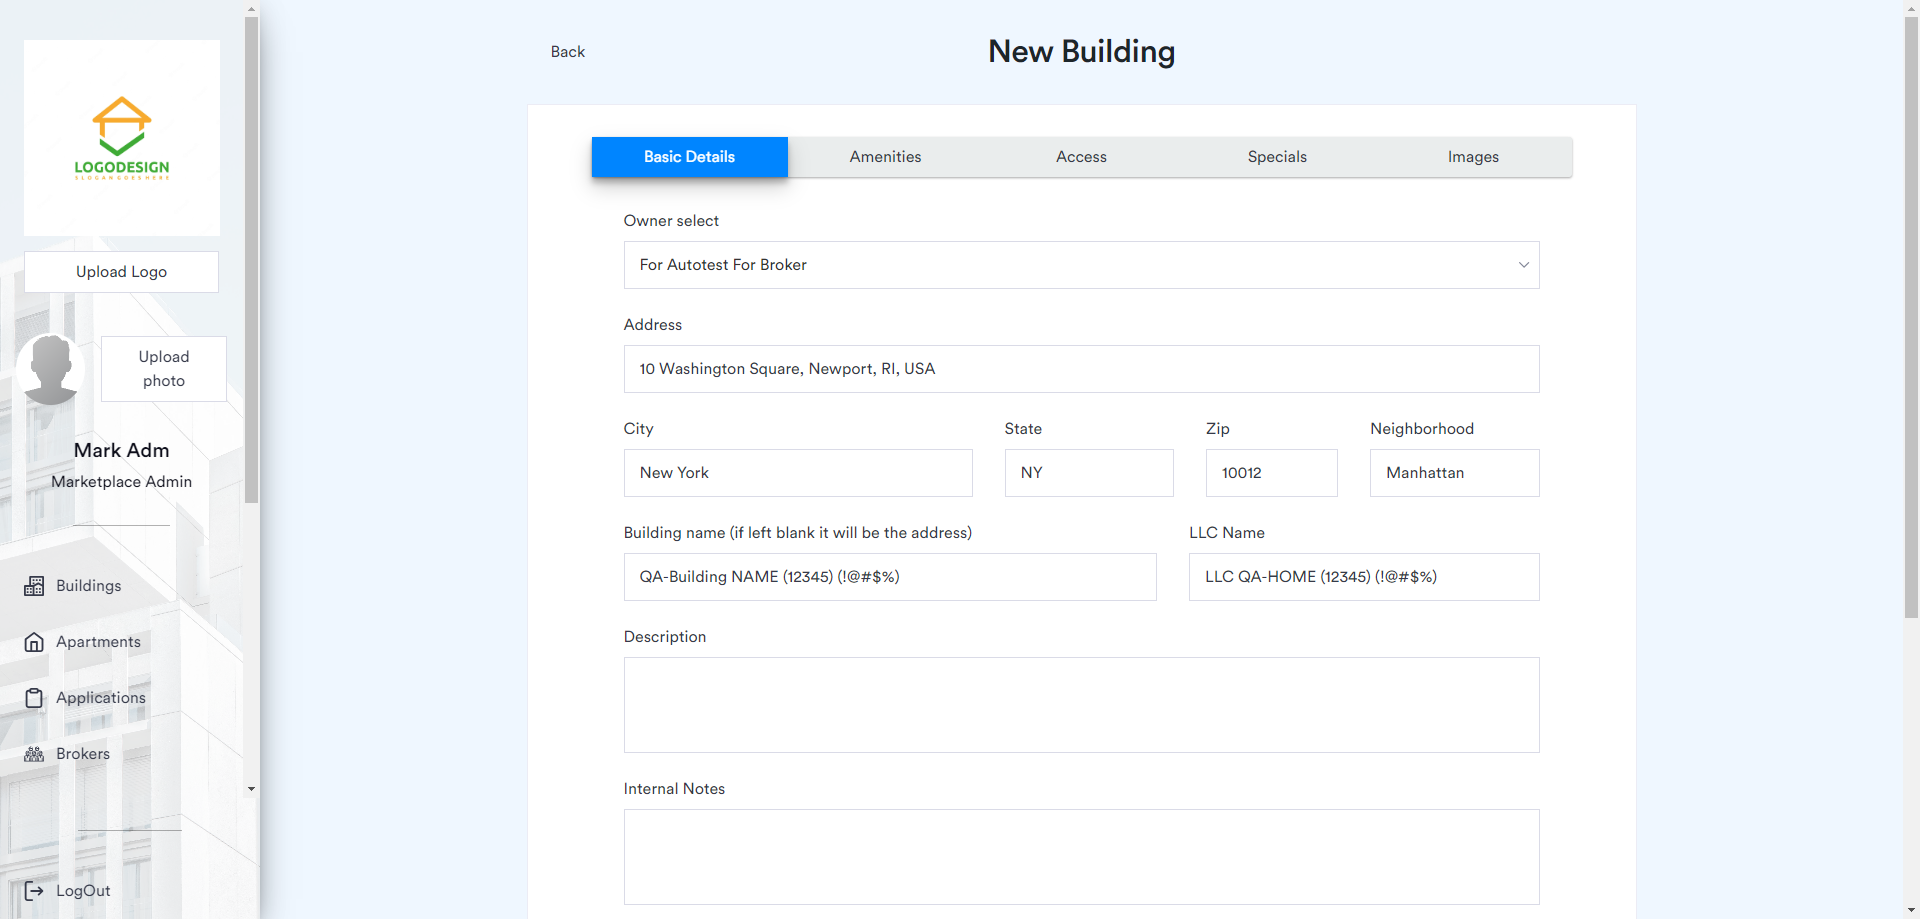 LOGODESIGN
SLOGANGOESHERE
Upload Logo
Upload
photo
Mark Adm
Marketplace Admin
Buildings
Apartments
Applications
Brokers
LogOut
Back
New Building
Basic Details
Amenities
Access
Specials
Images
Owner select
For Autotest For Broker
Address
10 Washington Square, Newport, RI, USA
City
State
Zip
Neighborhood
New York
NY
10012
Manhattan
Building name (if left blank it will be the address)
LLC Name
QA-Building NAME (12345) (!@#$%)
LLC QA-HOME (12345) (!@#$%)
Description
Internal Notes